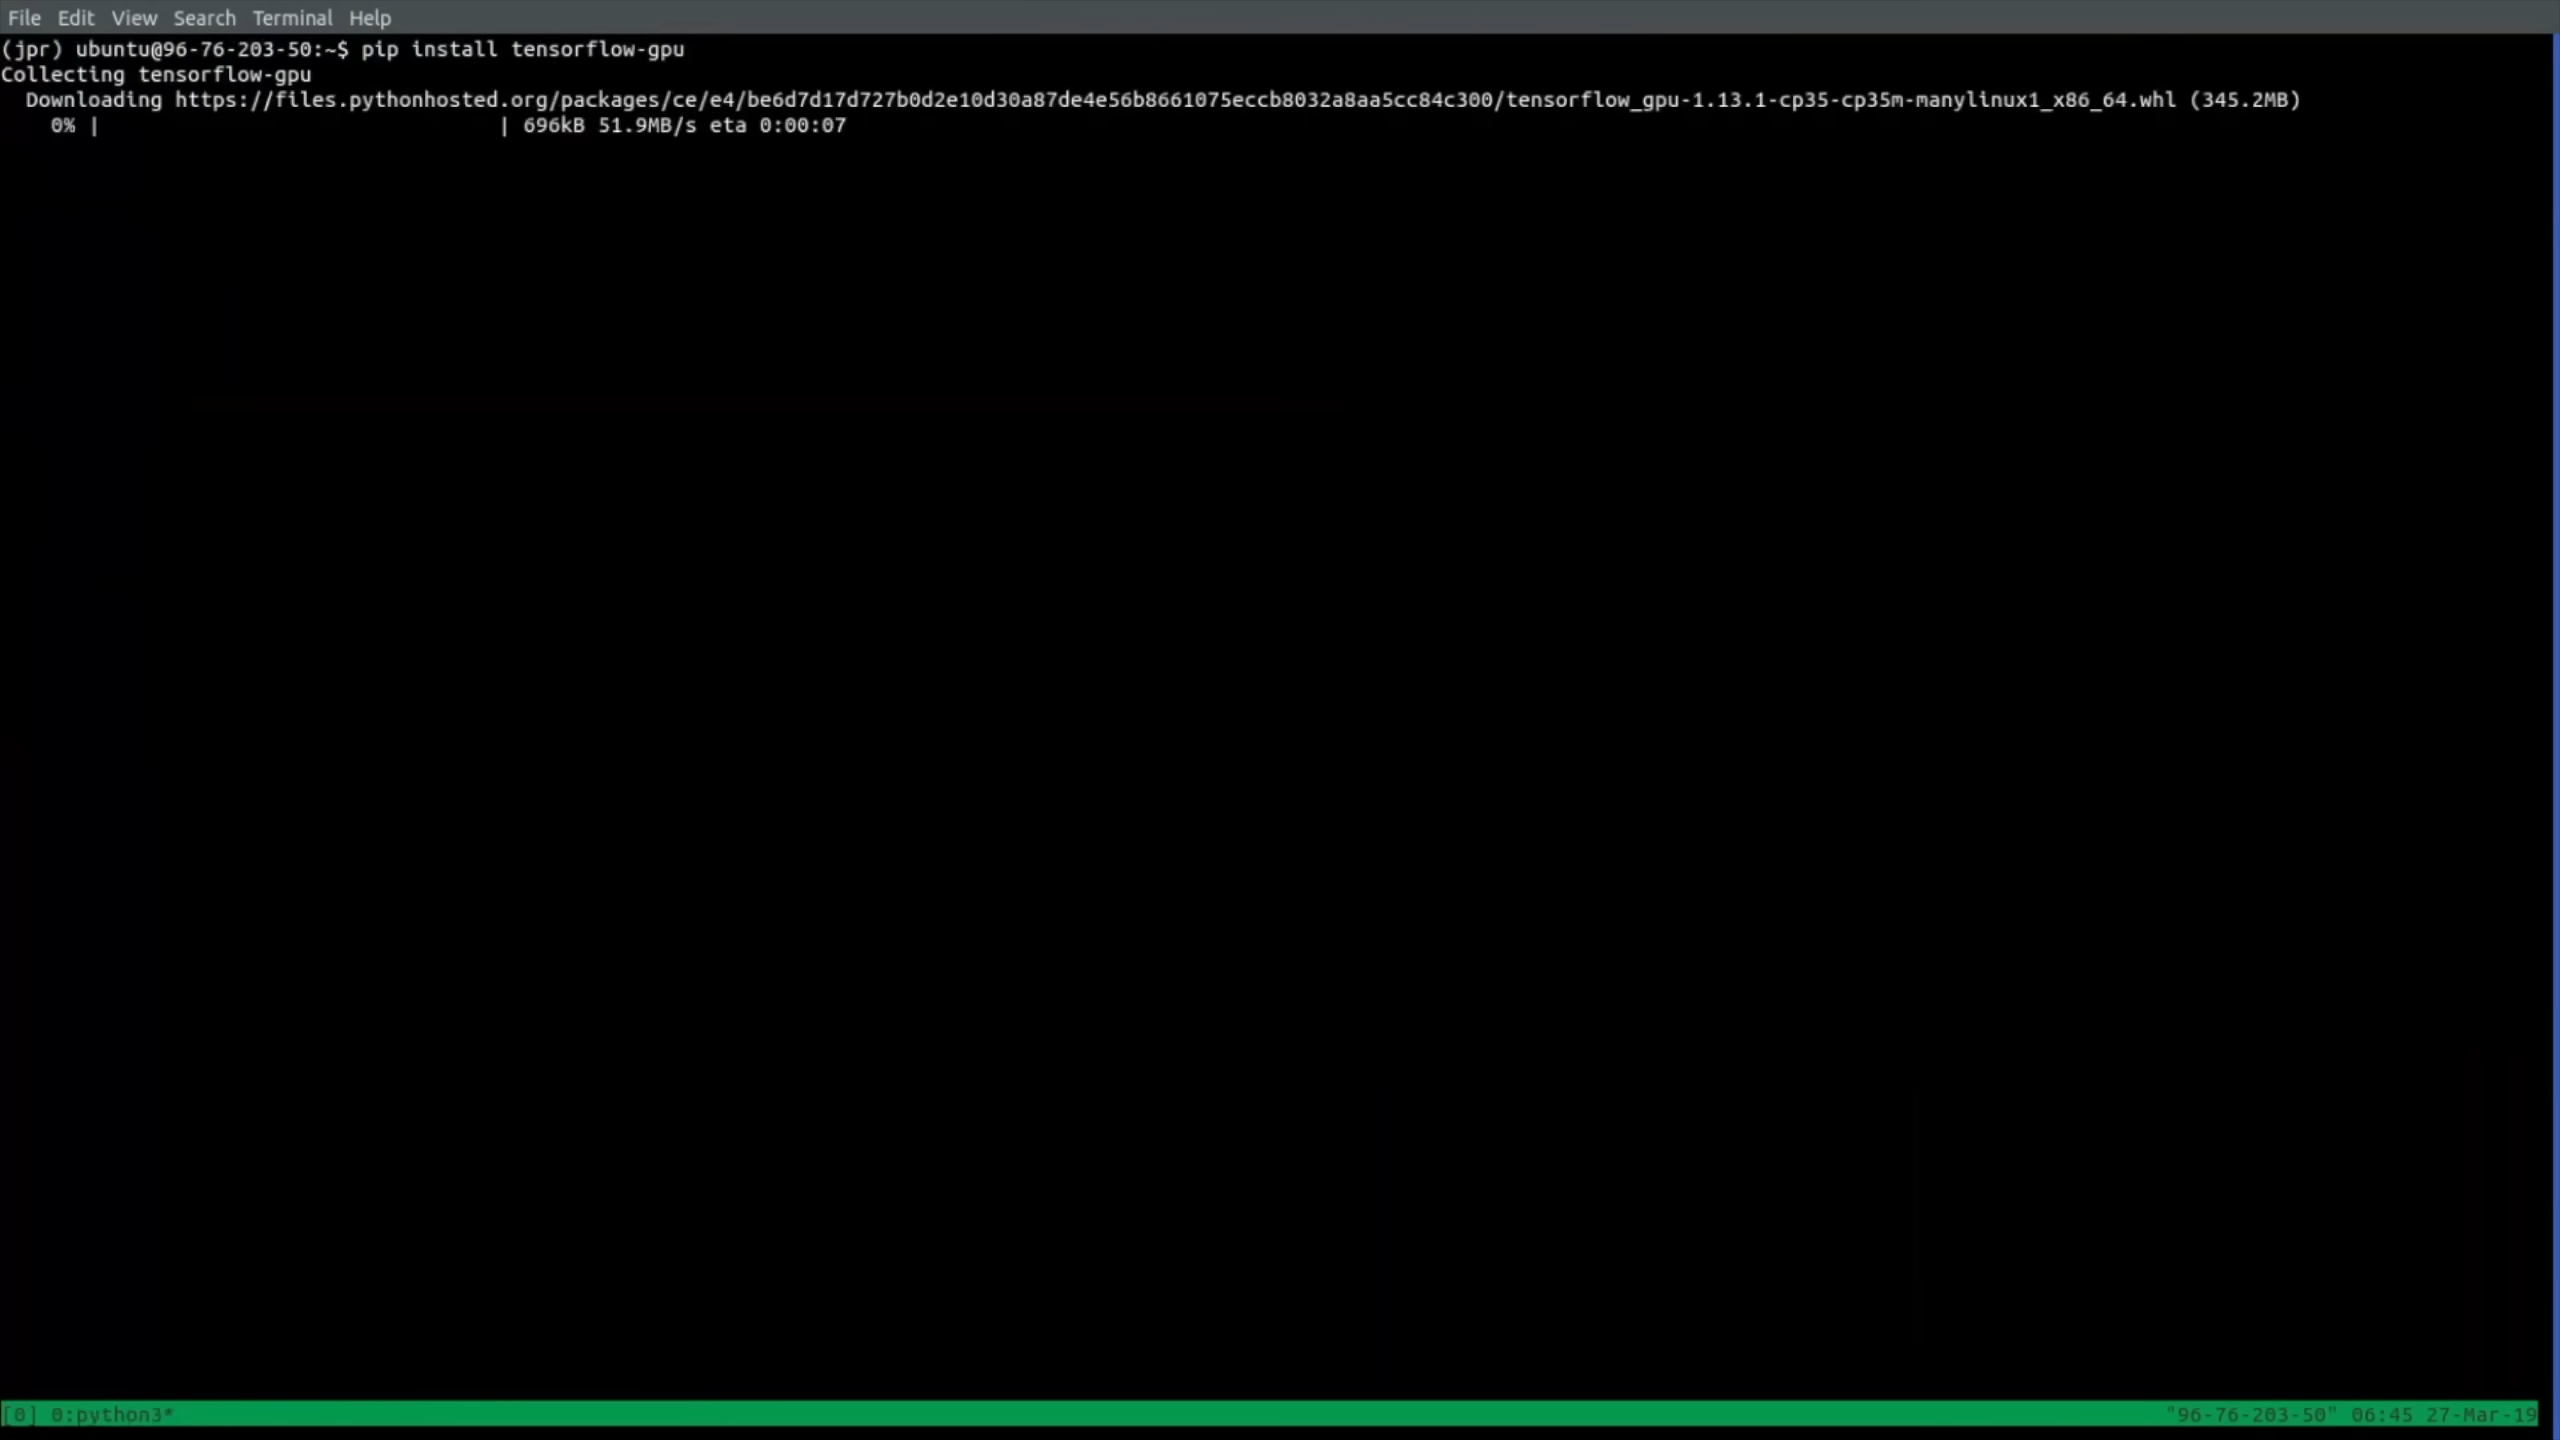 File Edit View Search Terminal Help
(jpr) ubuntu@96-76-203-50:~$ pip install tensorflow-gpu
Collecting tensorflow-gpu
  Downloading https://files.pythonhosted.org/packages/ce/e4/be6d7d17d727b0d2e10d30a87de4e56b8661075eccb8032a8aa5cc84c300/tensorflow_gpu-1.13.1-cp35-cp35m-manylinux1_x86_64.whl (345.2MB)
    0% |                                | 696kB 51.9MB/s eta 0:00:07
[0] 0:python3* "96-76-203-50" 06:45 27-Mar-19